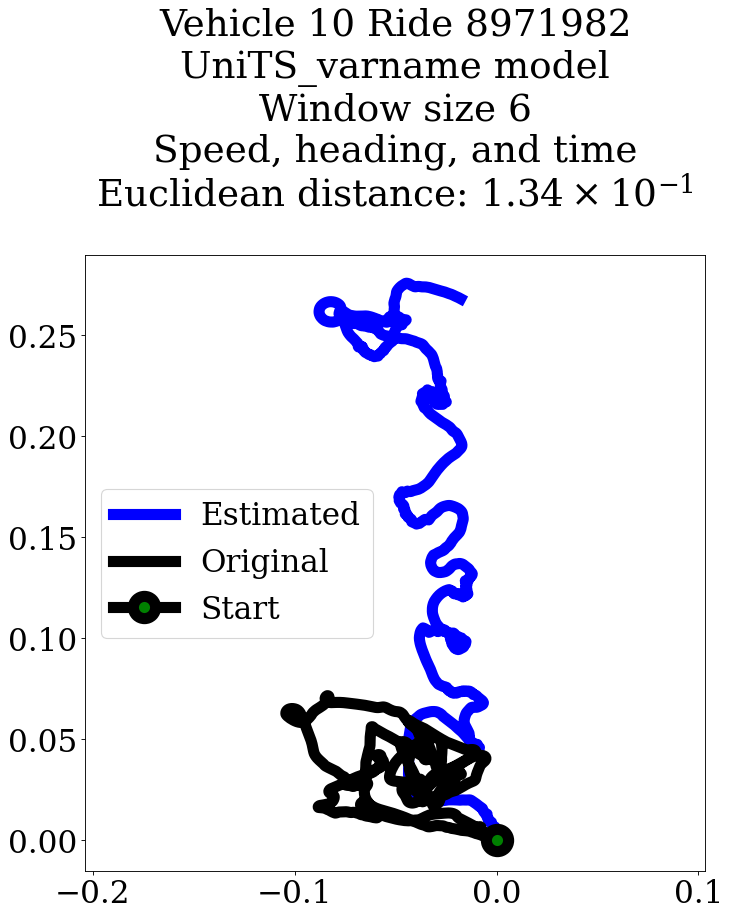 Vehicle 10 Ride 8971982
UniTS_varname model
Window size 6
Speed, heading, and time
Euclidean distance: 1.34 × 10⁻¹
0.25
0.20
0.15
0.10
0.05
0.00
Estimated
Original
Start
−0.2 −0.1 0.0 0.1